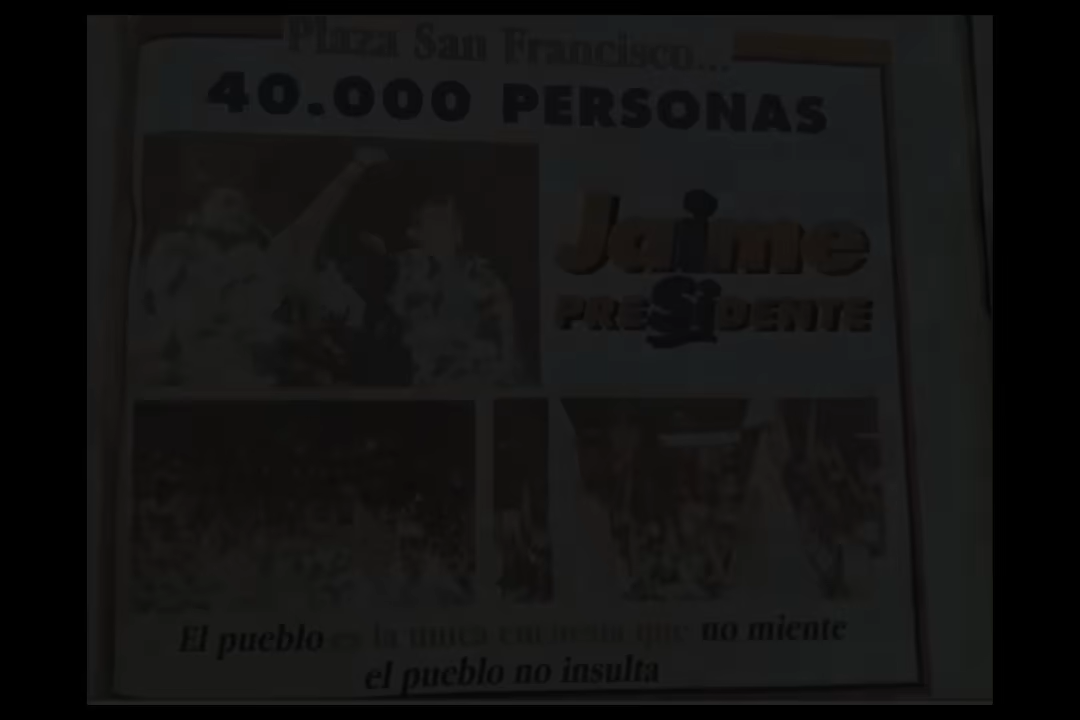 Plaza San Francisco...
40.000 PERSONAS
Jaime
PRESiDENTE
El pueblo es la única encuesta que no miente
el pueblo no insulta